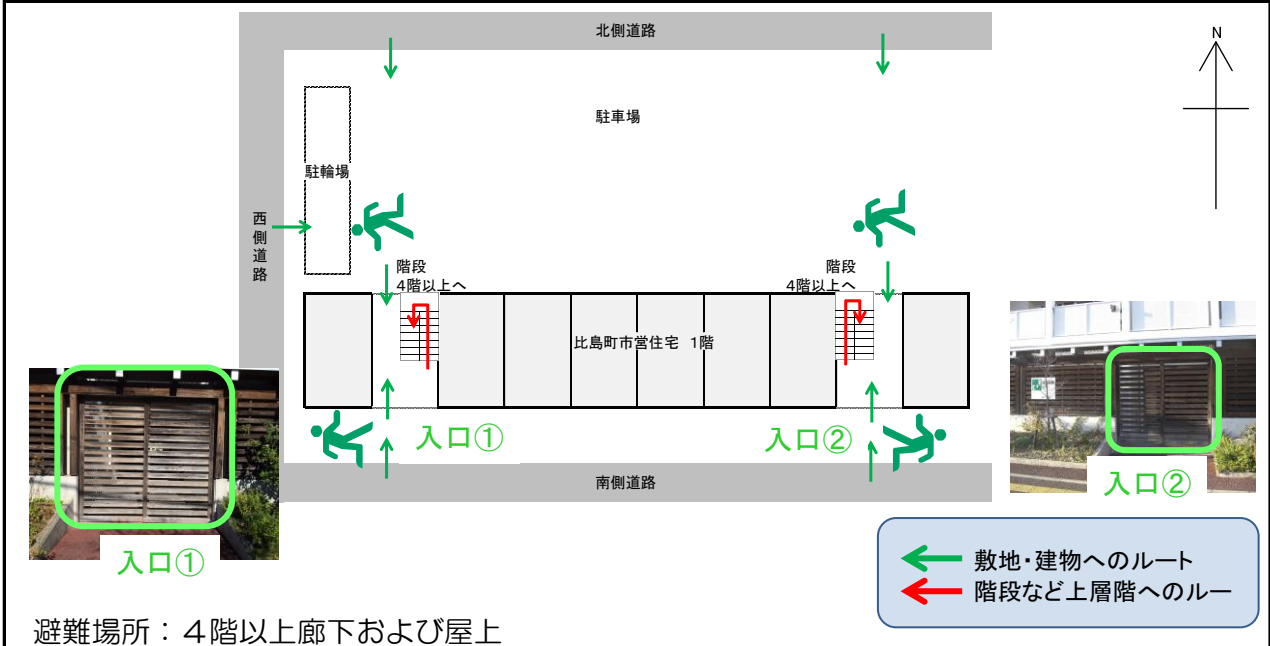 北側道路
N
駐車場
駐輪場
西側道路
階段
4階以上へ
階段
4階以上へ
比島町市営住宅 1階
入口①
入口②
南側道路
入口①
入口②
敷地・建物へのルート
階段など上層階へのルー
避難場所：４階以上廊下および屋上